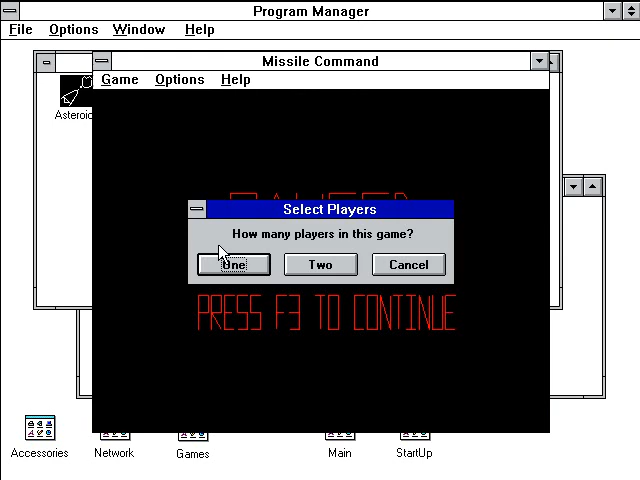 Program Manager
File Options Window Help
Missile Command
Game Options Help
Select Players
How many players in this game?
One Two Cancel
PRESS F3 TO CONTINUE
Accessories Network Games Main StartUp